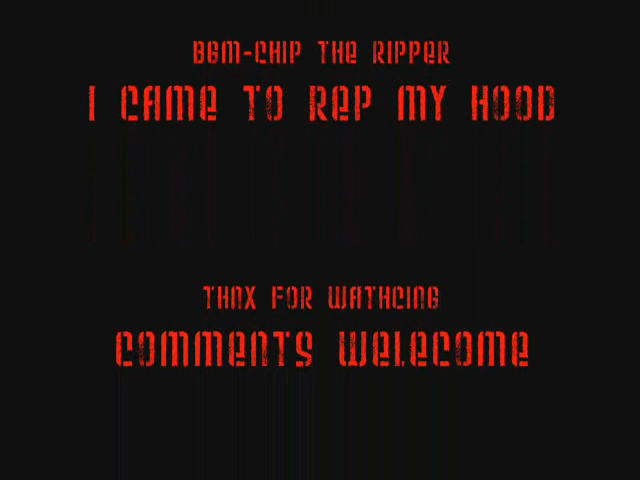 BGM-CHIP THE RIPPER
I CAME TO REP MY HOOD
THNX FOR WATHCING
COMMENTS WELECOME